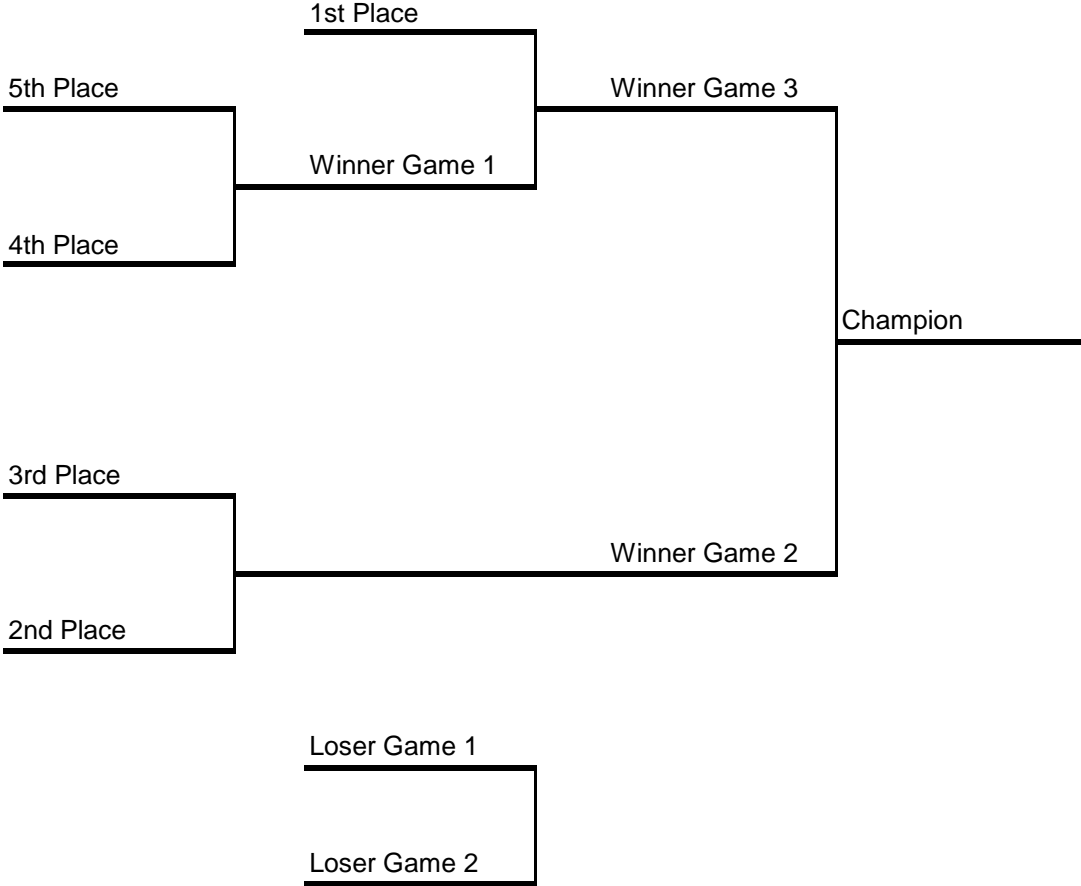 1st Place
5th Place
Winner Game 3
Winner Game 1
4th Place
Champion
3rd Place
Winner Game 2
2nd Place
Loser Game 1
Loser Game 2